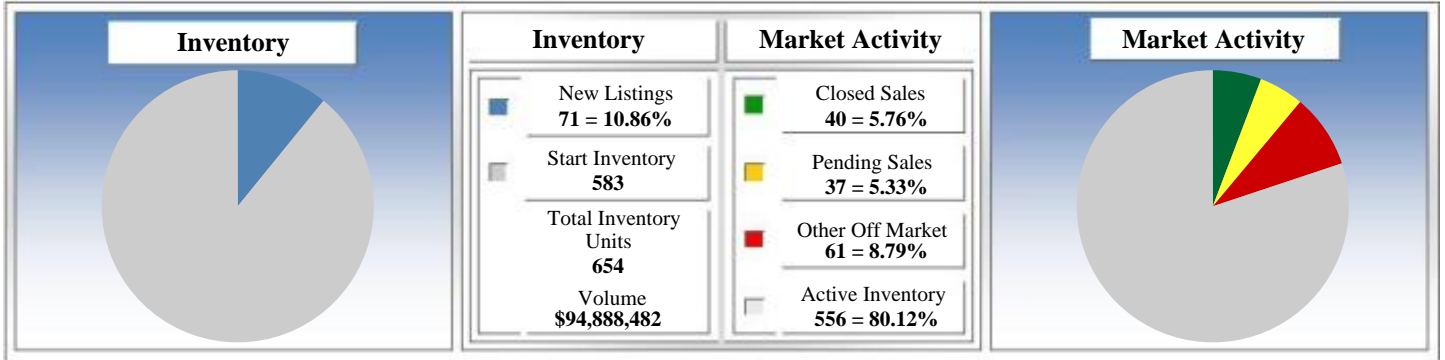 Inventory
Inventory
Market Activity
New Listings
71 = 10.86%
Start Inventory
583
Total Inventory
Units
654
Volume
$94,888,482
Closed Sales
40 = 5.76%
Pending Sales
37 = 5.33%
Other Off Market
61 = 8.79%
Active Inventory
556 = 80.12%
Market Activity